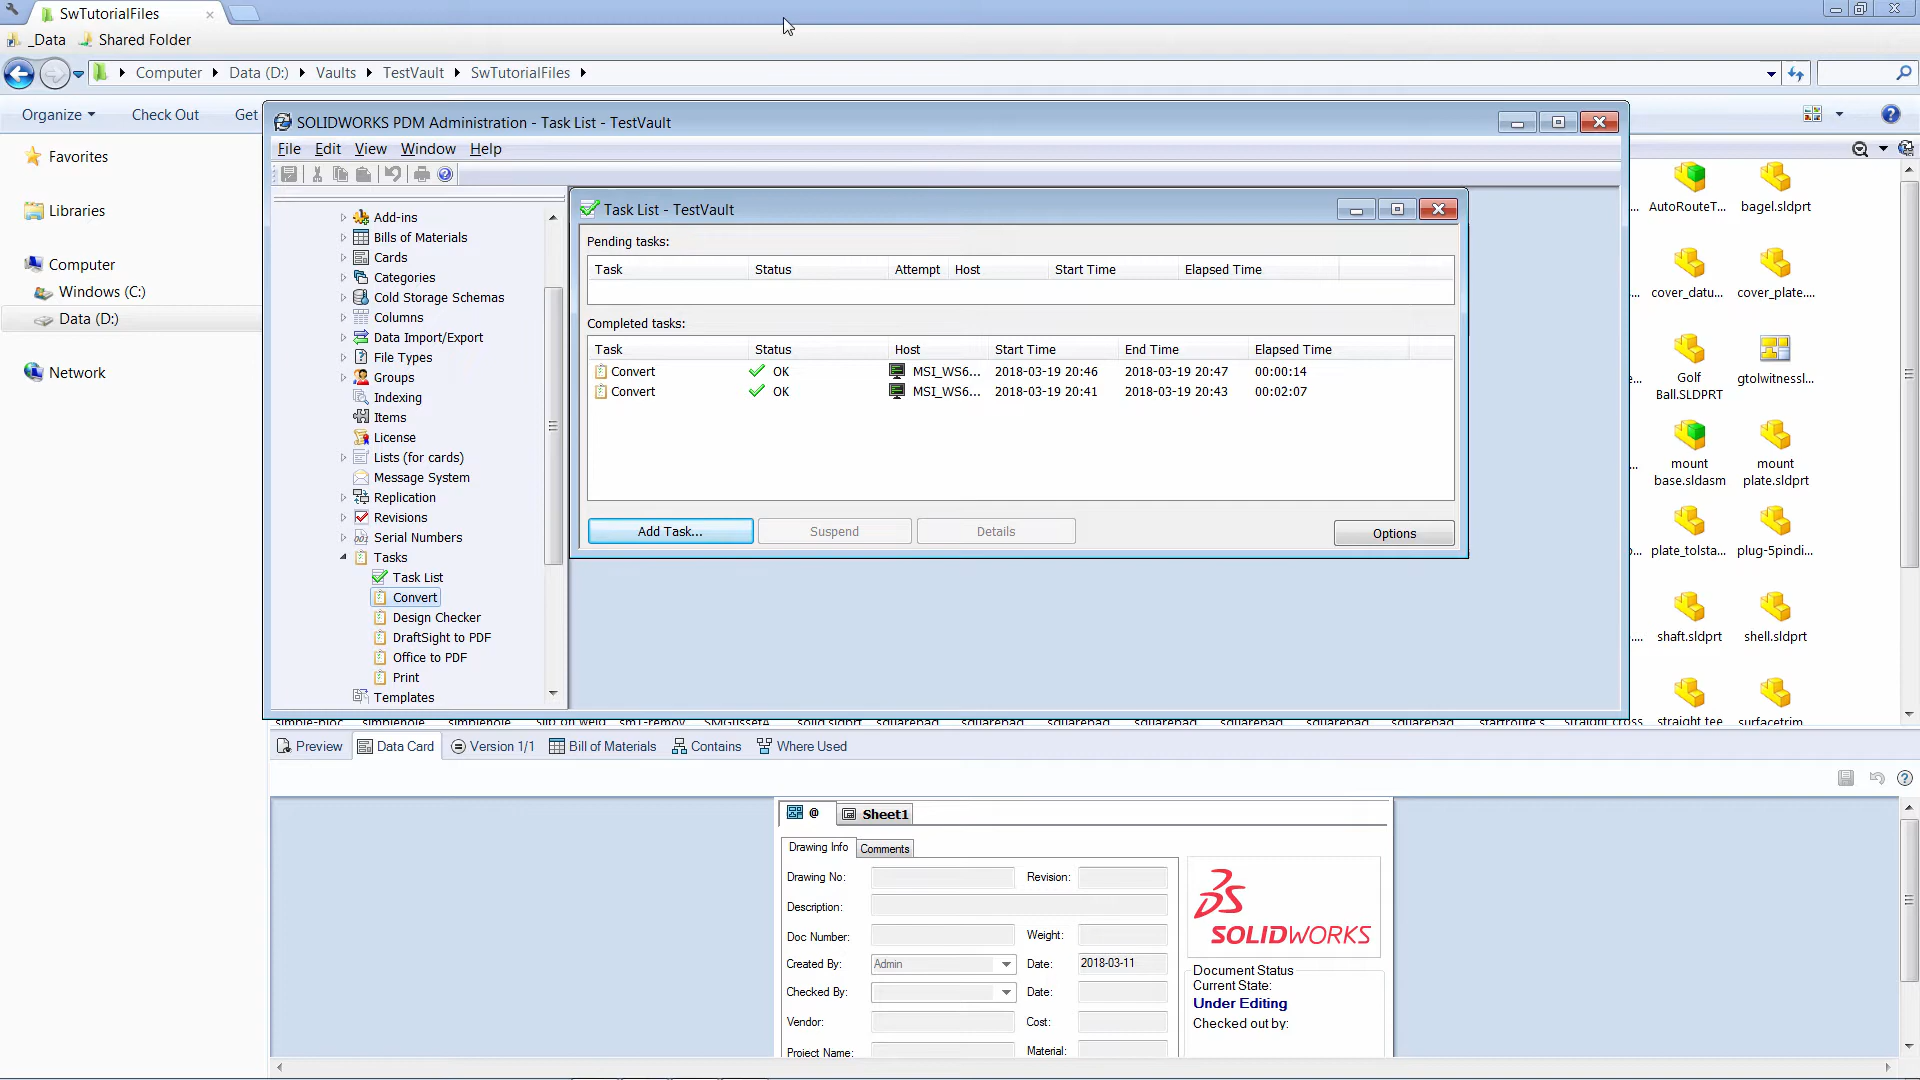 SwTutorialFiles
_Data
Shared Folder
Computer
Data (D:)
Vaults
TestVault
SwTutorialFiles
Organize
Check Out
Get
Favorites
Libraries
Computer
Windows (C:)
Data (D:)
Network
SOLIDWORKS PDM Administration - Task List - TestVault
File
Edit
View
Window
Help
Add-ins
Bills of Materials
Cards
Categories
Cold Storage Schemas
Columns
Data Import/Export
File Types
Groups
Indexing
Items
License
Lists (for cards)
Message System
Replication
Revisions
Serial Numbers
Tasks
Task List
Convert
Design Checker
DraftSight to PDF
Office to PDF
Print
Templates
Task List - TestVault
Pending tasks:
Task Status Attempt Host Start Time Elapsed Time
Completed tasks:
Task Status Host Start Time End Time Elapsed Time
Convert OK MSI_WS6... 2018-03-19 20:46 2018-03-19 20:47 00:00:14
Convert OK MSI_WS6... 2018-03-19 20:41 2018-03-19 20:43 00:02:07
Add Task...
Suspend
Details
Options
AutoRouteT...
bagel.sldprt
cover_datu...
cover_plate....
Golf
Ball.SLDPRT
gtolwitnessl...
mount
base.sldasm
mount
plate.sldprt
plate_tolsta...
plug-5pindi...
shaft.sldprt
shell.sldprt
straight tee
surfacetrim
Preview
Data Card
Version 1/1
Bill of Materials
Contains
Where Used
@
Sheet1
Drawing Info
Comments
Drawing No:
Revision:
Description:
Doc Number:
Weight:
Created By:
Admin
Date:
2018-03-11
Checked By:
Date:
Vendor:
Cost:
Project Name:
Material:
SOLIDWORKS
Document Status
Current State:
Under Editing
Checked out by: